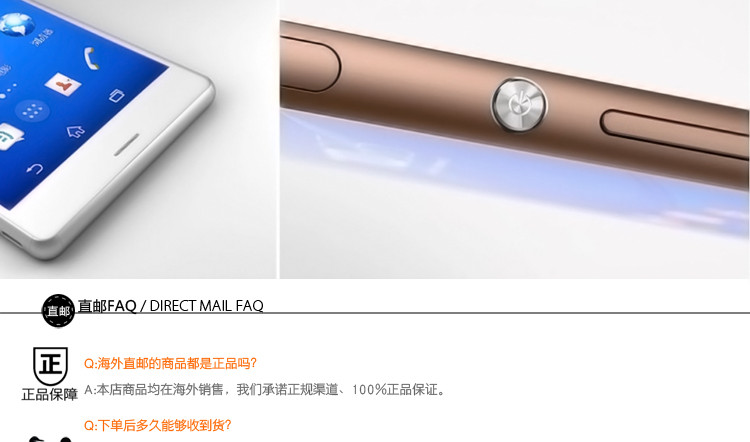 直邮 直邮FAQ / DIRECT MAIL FAQ
正
正品保障
Q:海外直邮的商品都是正品吗?
A:本店商品均在海外销售，我们承诺正规渠道、100%正品保证。
Q:下单后多久能够收到货?